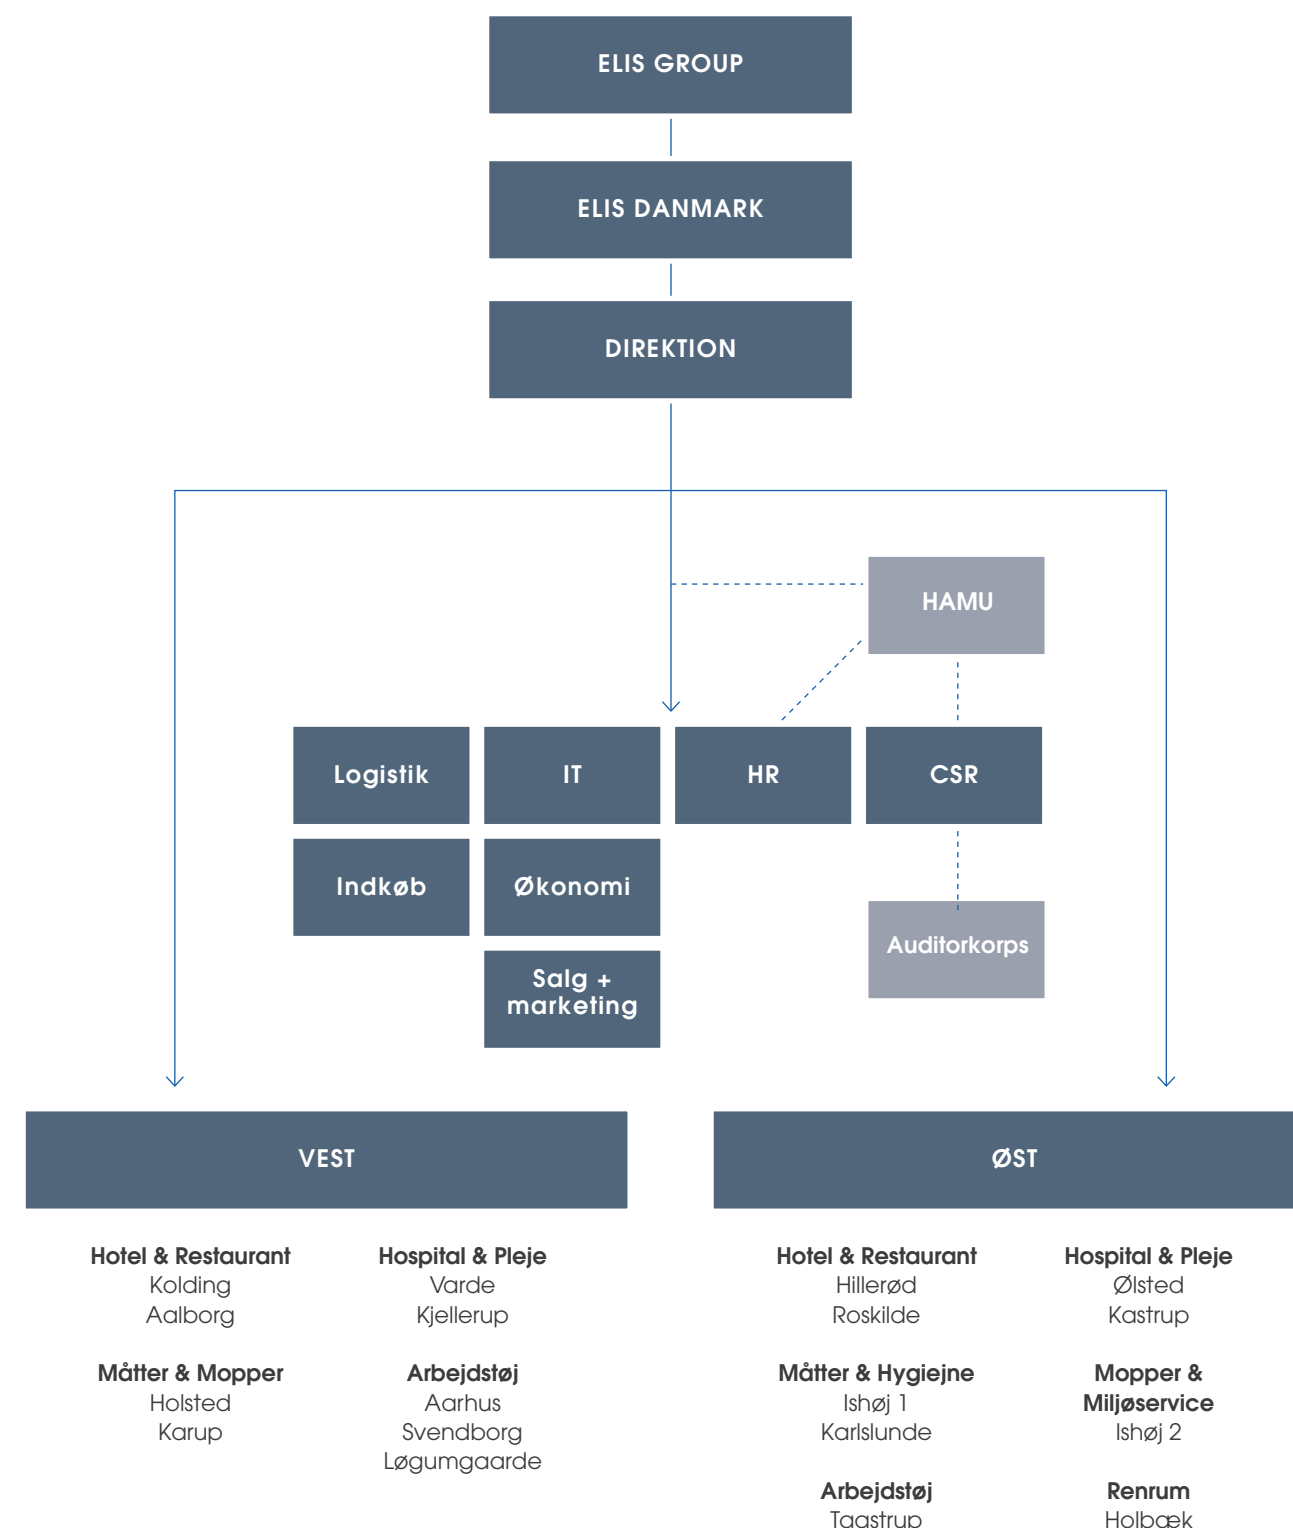 ELIS GROUP
ELIS DANMARK
DIREKTION
HAMU
Logistik
IT
HR
CSR
Indkøb
Økonomi
Auditorkorps
Salg +
marketing
VEST
Hotel & Restaurant
Kolding
Aalborg
Måtter & Mopper
Holsted
Karup
Hospital & Pleje
Varde
Kjellerup
Arbejdstøj
Aarhus
Svendborg
Løgumgaarde
ØST
Hotel & Restaurant
Hillerød
Roskilde
Måtter & Hygiejne
Ishøj 1
Karlslunde
Arbejdstøj
Taastrup
Hospital & Pleje
Ølsted
Kastrup
Mopper &
Miljøservice
Ishøj 2
Renrum
Holbæk